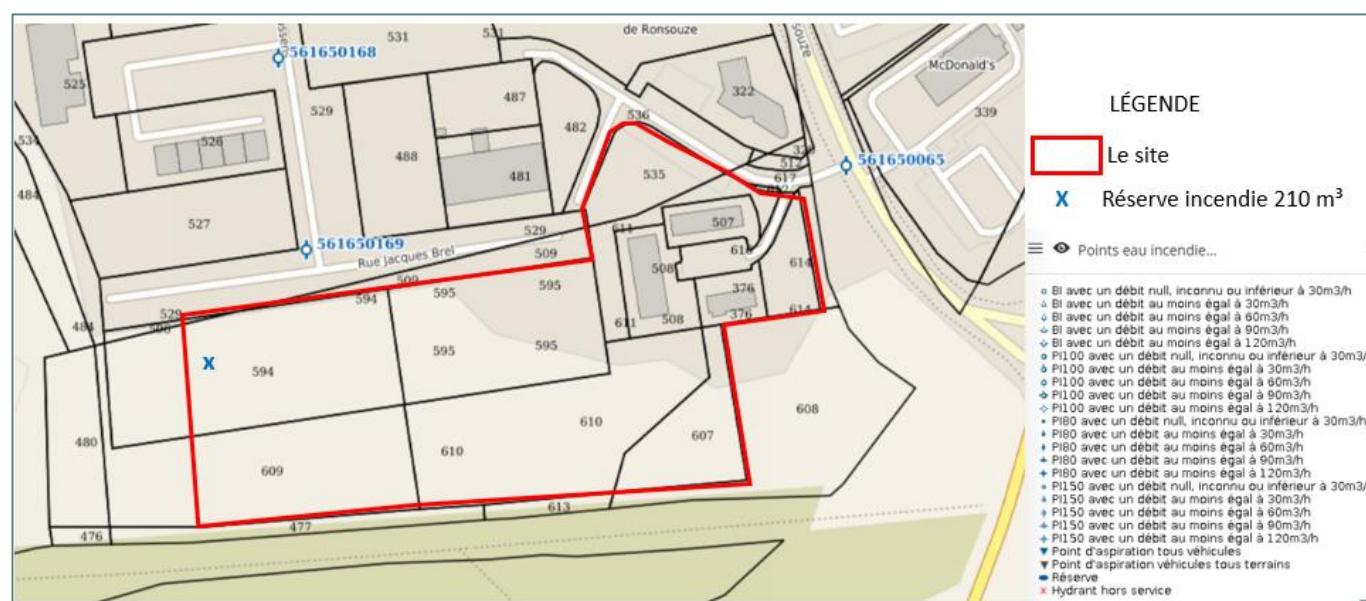 de Ronsouze
531
531
561650168
525
McDonald's
322
487
529
339
536
482
526
534
488
561650065
481
535
617
484
527
507
529
561650169
611
616
Rue Jacques Brel
509
508
614
509
594
595
595
376
529
484
611
508
376
614
595
595
X
594
608
610
607
480
610
609
613
477
476
LÉGENDE
Le site
X Réserve incendie 210 m³
Points eau incendie...
BI avec un débit null, inconnu ou inférieur à 30m3/h
BI avec un débit au moins égal à 30m3/h
BI avec un débit au moins égal à 60m3/h
BI avec un débit au moins égal à 90m3/h
BI avec un débit au moins égal à 120m3/h
PI100 avec un débit null, inconnu ou inférieur à 30m3/
PI100 avec un débit au moins égal à 30m3/h
PI100 avec un débit au moins égal à 60m3/h
PI100 avec un débit au moins égal à 90m3/h
PI100 avec un débit au moins égal à 120m3/h
PI80 avec un débit null, inconnu ou inférieur à 30m3/h
PI80 avec un débit au moins égal à 30m3/h
PI80 avec un débit au moins égal à 60m3/h
PI80 avec un débit au moins égal à 90m3/h
PI80 avec un débit au moins égal à 120m3/h
PI150 avec un débit null, inconnu ou inférieur à 30m3/
PI150 avec un débit au moins égal à 30m3/h
PI150 avec un débit au moins égal à 60m3/h
PI150 avec un débit au moins égal à 90m3/h
PI150 avec un débit au moins égal à 120m3/h
Point d'aspiration tous véhicules
Point d'aspiration véhicules tous terrains
Réserve
Hydrant hors service